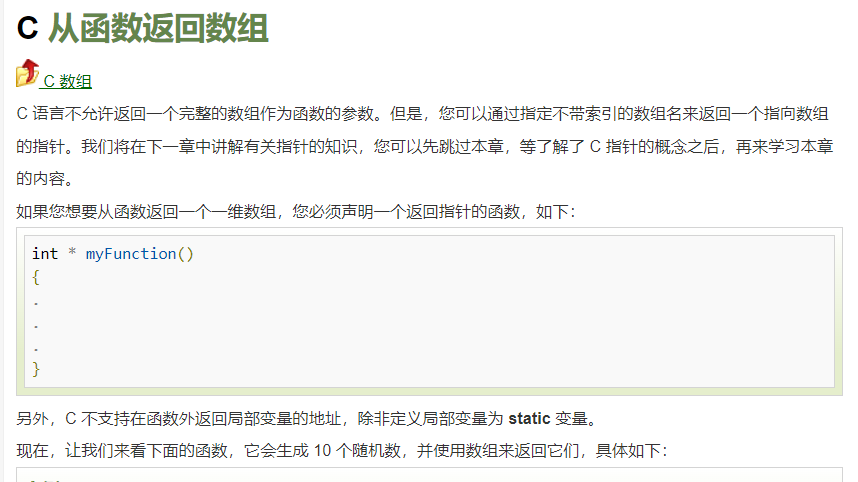 C 从函数返回数组
C 数组
C 语言不允许返回一个完整的数组作为函数的参数。但是，您可以通过指定不带索引的数组名来返回一个指向数组
的指针。我们将在下一章中讲解有关指针的知识，您可以先跳过本章，等了解了 C 指针的概念之后，再来学习本章
的内容。
如果您想要从函数返回一个一维数组，您必须声明一个返回指针的函数，如下：
int * myFunction()
{
.
.
.
}
另外，C 不支持在函数外返回局部变量的地址，除非定义局部变量为 static 变量。
现在，让我们来看下面的函数，它会生成 10 个随机数，并使用数组来返回它们，具体如下：